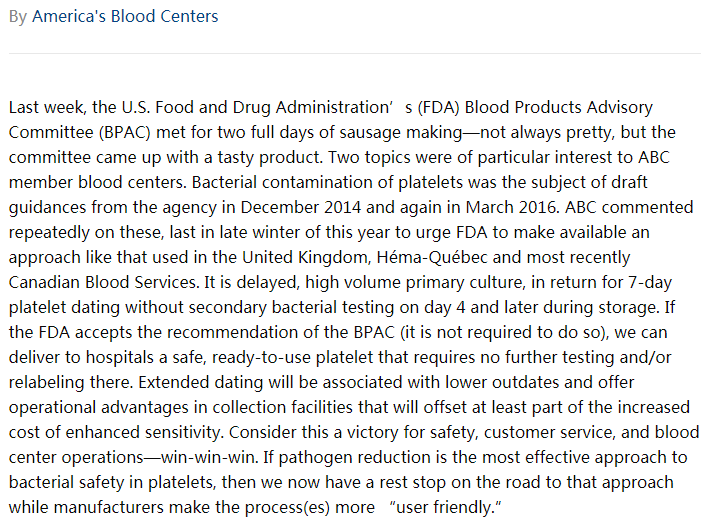 By America's Blood Centers
Last week, the U.S. Food and Drug Administration’ s (FDA) Blood Products Advisory
Committee (BPAC) met for two full days of sausage making—not always pretty, but the
committee came up with a tasty product. Two topics were of particular interest to ABC
member blood centers. Bacterial contamination of platelets was the subject of draft
guidances from the agency in December 2014 and again in March 2016. ABC commented
repeatedly on these, last in late winter of this year to urge FDA to make available an
approach like that used in the United Kingdom, Héma-Québec and most recently
Canadian Blood Services. It is delayed, high volume primary culture, in return for 7-day
platelet dating without secondary bacterial testing on day 4 and later during storage. If
the FDA accepts the recommendation of the BPAC (it is not required to do so), we can
deliver to hospitals a safe, ready-to-use platelet that requires no further testing and/or
relabeling there. Extended dating will be associated with lower outdates and offer
operational advantages in collection facilities that will offset at least part of the increased
cost of enhanced sensitivity. Consider this a victory for safety, customer service, and blood
center operations—win-win-win. If pathogen reduction is the most effective approach to
bacterial safety in platelets, then we now have a rest stop on the road to that approach
while manufacturers make the process(es) more “user friendly.“